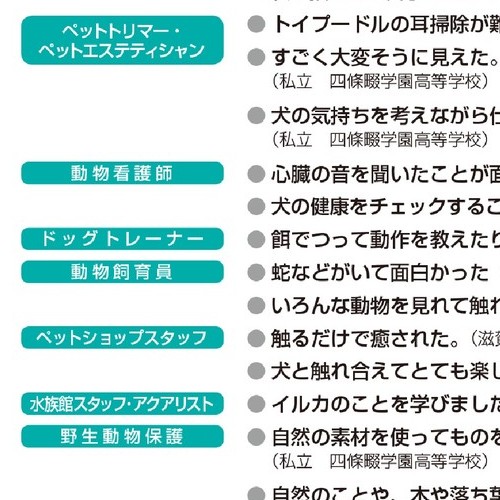 ペットトリマー・
ペットエステティシャン
トイプードルの耳掃除が
すごく大変そうに見えた。
（私立　四條畷学園高等学校）
犬の気持ちを考えながら
（私立　四條畷学園高等学校）
動物看護師
心臓の音を聞いたことが
犬の健康をチェックするこ
ドッグトレーナー
餌でつって動作を教えたり
動物飼育員
蛇などがいて面白かった
いろんな動物を見れて触れ
ペットショップスタッフ
触るだけで癒された。（滋賀
犬と触れ合えてとても楽し
水族館スタッフ・アクアリスト
イルカのことを学びました
野生動物保護
自然の素材を使ってものを
（私立　四條畷学園高等学校）
自然のことや、木や落ち葉